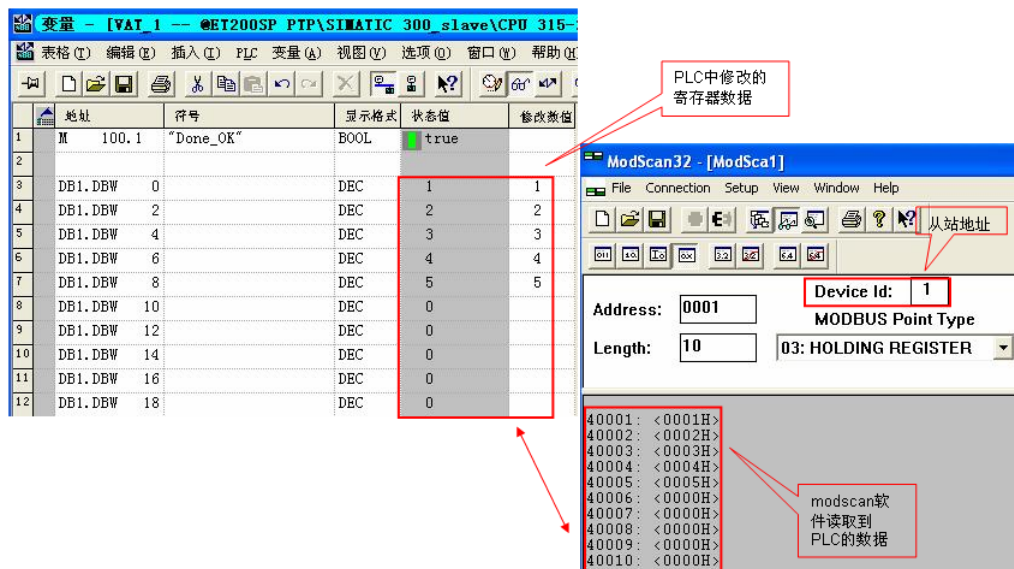 变量 - [VAT_1 -- @ET200SP PTP\SIMATIC 300_slave\CPU 315-
表格(T) 编辑(E) 插入(I) PLC 变量(A) 视图(V) 选项(O) 窗口(W) 帮助(H
地址 符号 显示格式 状态值 修改数值
1 M 100.1 "Done_OK" BOOL true
2
3 DB1.DBW 0 DEC 1 1
4 DB1.DBW 2 DEC 2 2
5 DB1.DBW 4 DEC 3 3
6 DB1.DBW 6 DEC 4 4
7 DB1.DBW 8 DEC 5 5
8 DB1.DBW 10 DEC 0
9 DB1.DBW 12 DEC 0
10 DB1.DBW 14 DEC 0
11 DB1.DBW 16 DEC 0
12 DB1.DBW 18 DEC 0
PLC中修改的
寄存器数据
ModScan32 - [ModSca1]
File Connection Setup View Window Help
从站地址
Address: 0001
Device Id: 1
MODBUS Point Type
Length: 10
03: HOLDING REGISTER
40001: <0001H>
40002: <0002H>
40003: <0003H>
40004: <0004H>
40005: <0005H>
40006: <0000H>
40007: <0000H>
40008: <0000H>
40009: <0000H>
40010: <0000H>
modscan软
件读取到
PLC的数据